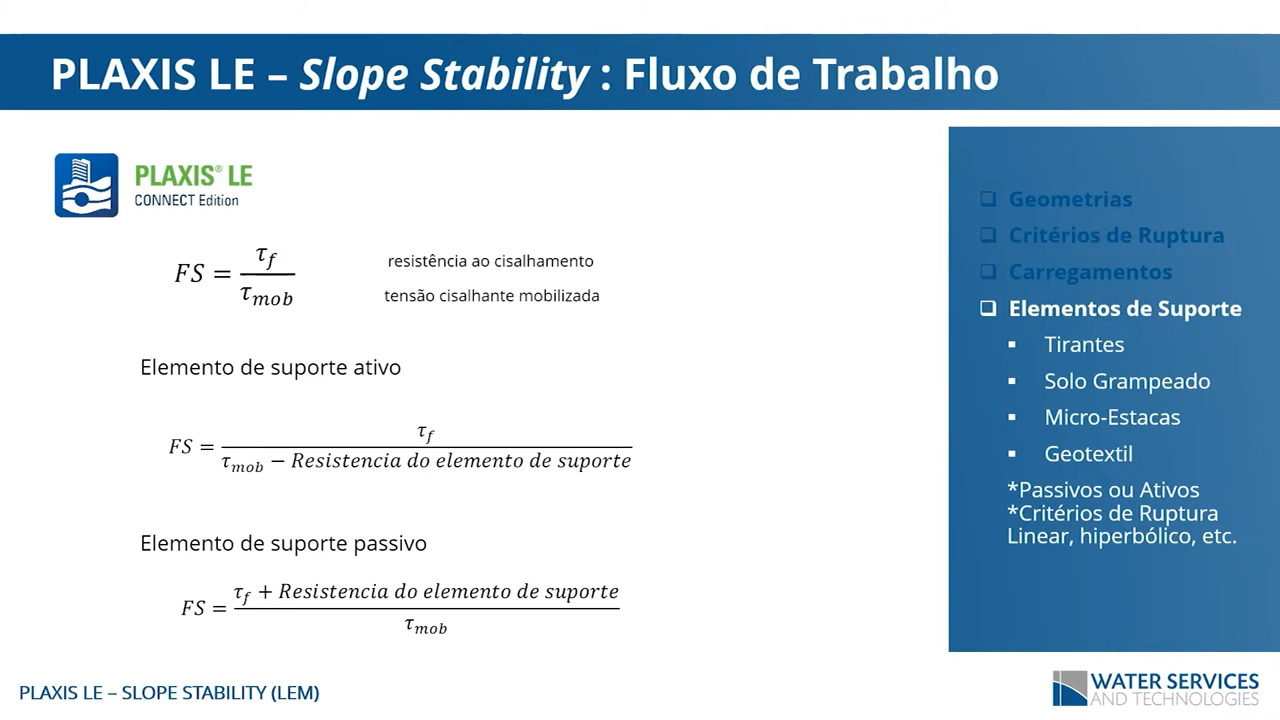 PLAXIS LE – Slope Stability : Fluxo de Trabalho
PLAXIS® LE
CONNECT Edition
FS = τf / τmob
resistência ao cisalhamento
tensão cisalhante mobilizada
Elemento de suporte ativo
FS = τf / τmob − Resistencia do elemento de suporte
Elemento de suporte passivo
FS = τf + Resistencia do elemento de suporte / τmob
❑ Geometrias
❑ Critérios de Ruptura
❑ Carregamentos
❑ Elementos de Suporte
▪ Tirantes
▪ Solo Grampeado
▪ Micro-Estacas
▪ Geotextil
*Passivos ou Ativos
*Critérios de Ruptura
Linear, hiperbólico, etc.
PLAXIS LE – SLOPE STABILITY (LEM)
WATER SERVICES
AND TECHNOLOGIES